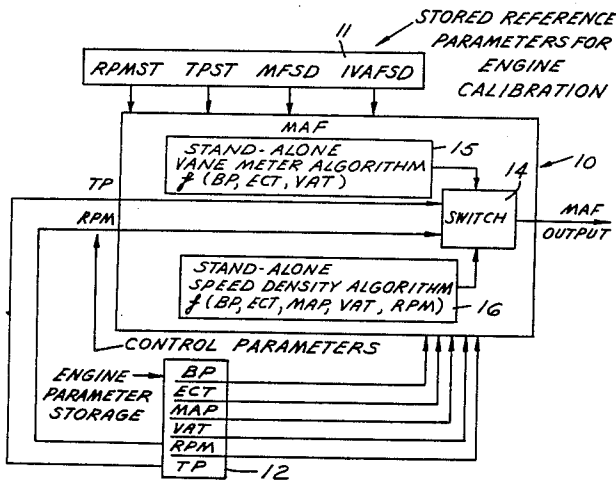 STORED REFERENCE
PARAMETERS FOR
ENGINE
CALIBRATION
11
RPMST TPST MFSD IVAFSD
MAF
10
STAND-ALONE
VANE METER ALGORITHM
f (BP, ECT, VAT)
15
14
SWITCH
MAF
OUTPUT
TP
RPM
STAND-ALONE
SPEED DENSITY ALGORITHM
f (BP, ECT, MAP, VAT, RPM)
16
CONTROL PARAMETERS
ENGINE
PARAMETER
STORAGE
BP
ECT
MAP
VAT
RPM
TP
12